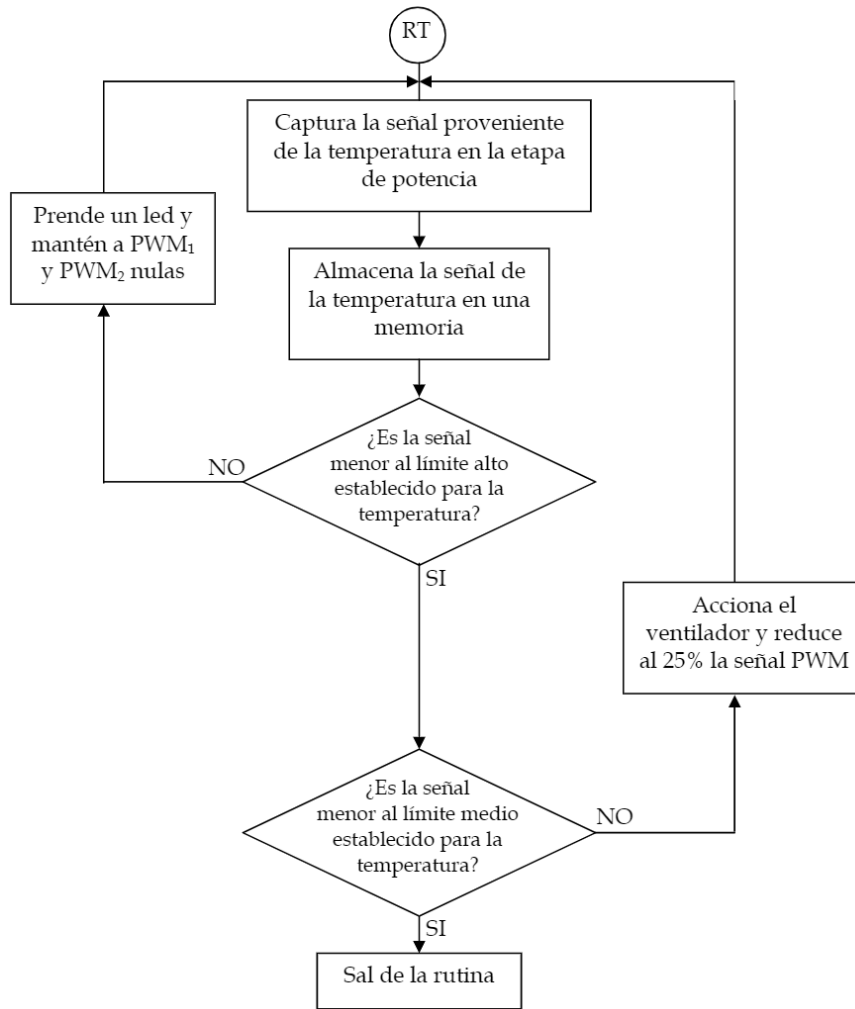 RT
Captura la señal proveniente
de la temperatura en la etapa
de potencia
Prende un led y
mantén a PWM₁
y PWM₂ nulas
Almacena la señal de
la temperatura en una
memoria
¿Es la señal
menor al límite alto
establecido para la
temperatura?
NO
SI
Acciona el
ventilador y reduce
al 25% la señal PWM
¿Es la señal
menor al límite medio
establecido para la
temperatura?
NO
SI
Sal de la rutina